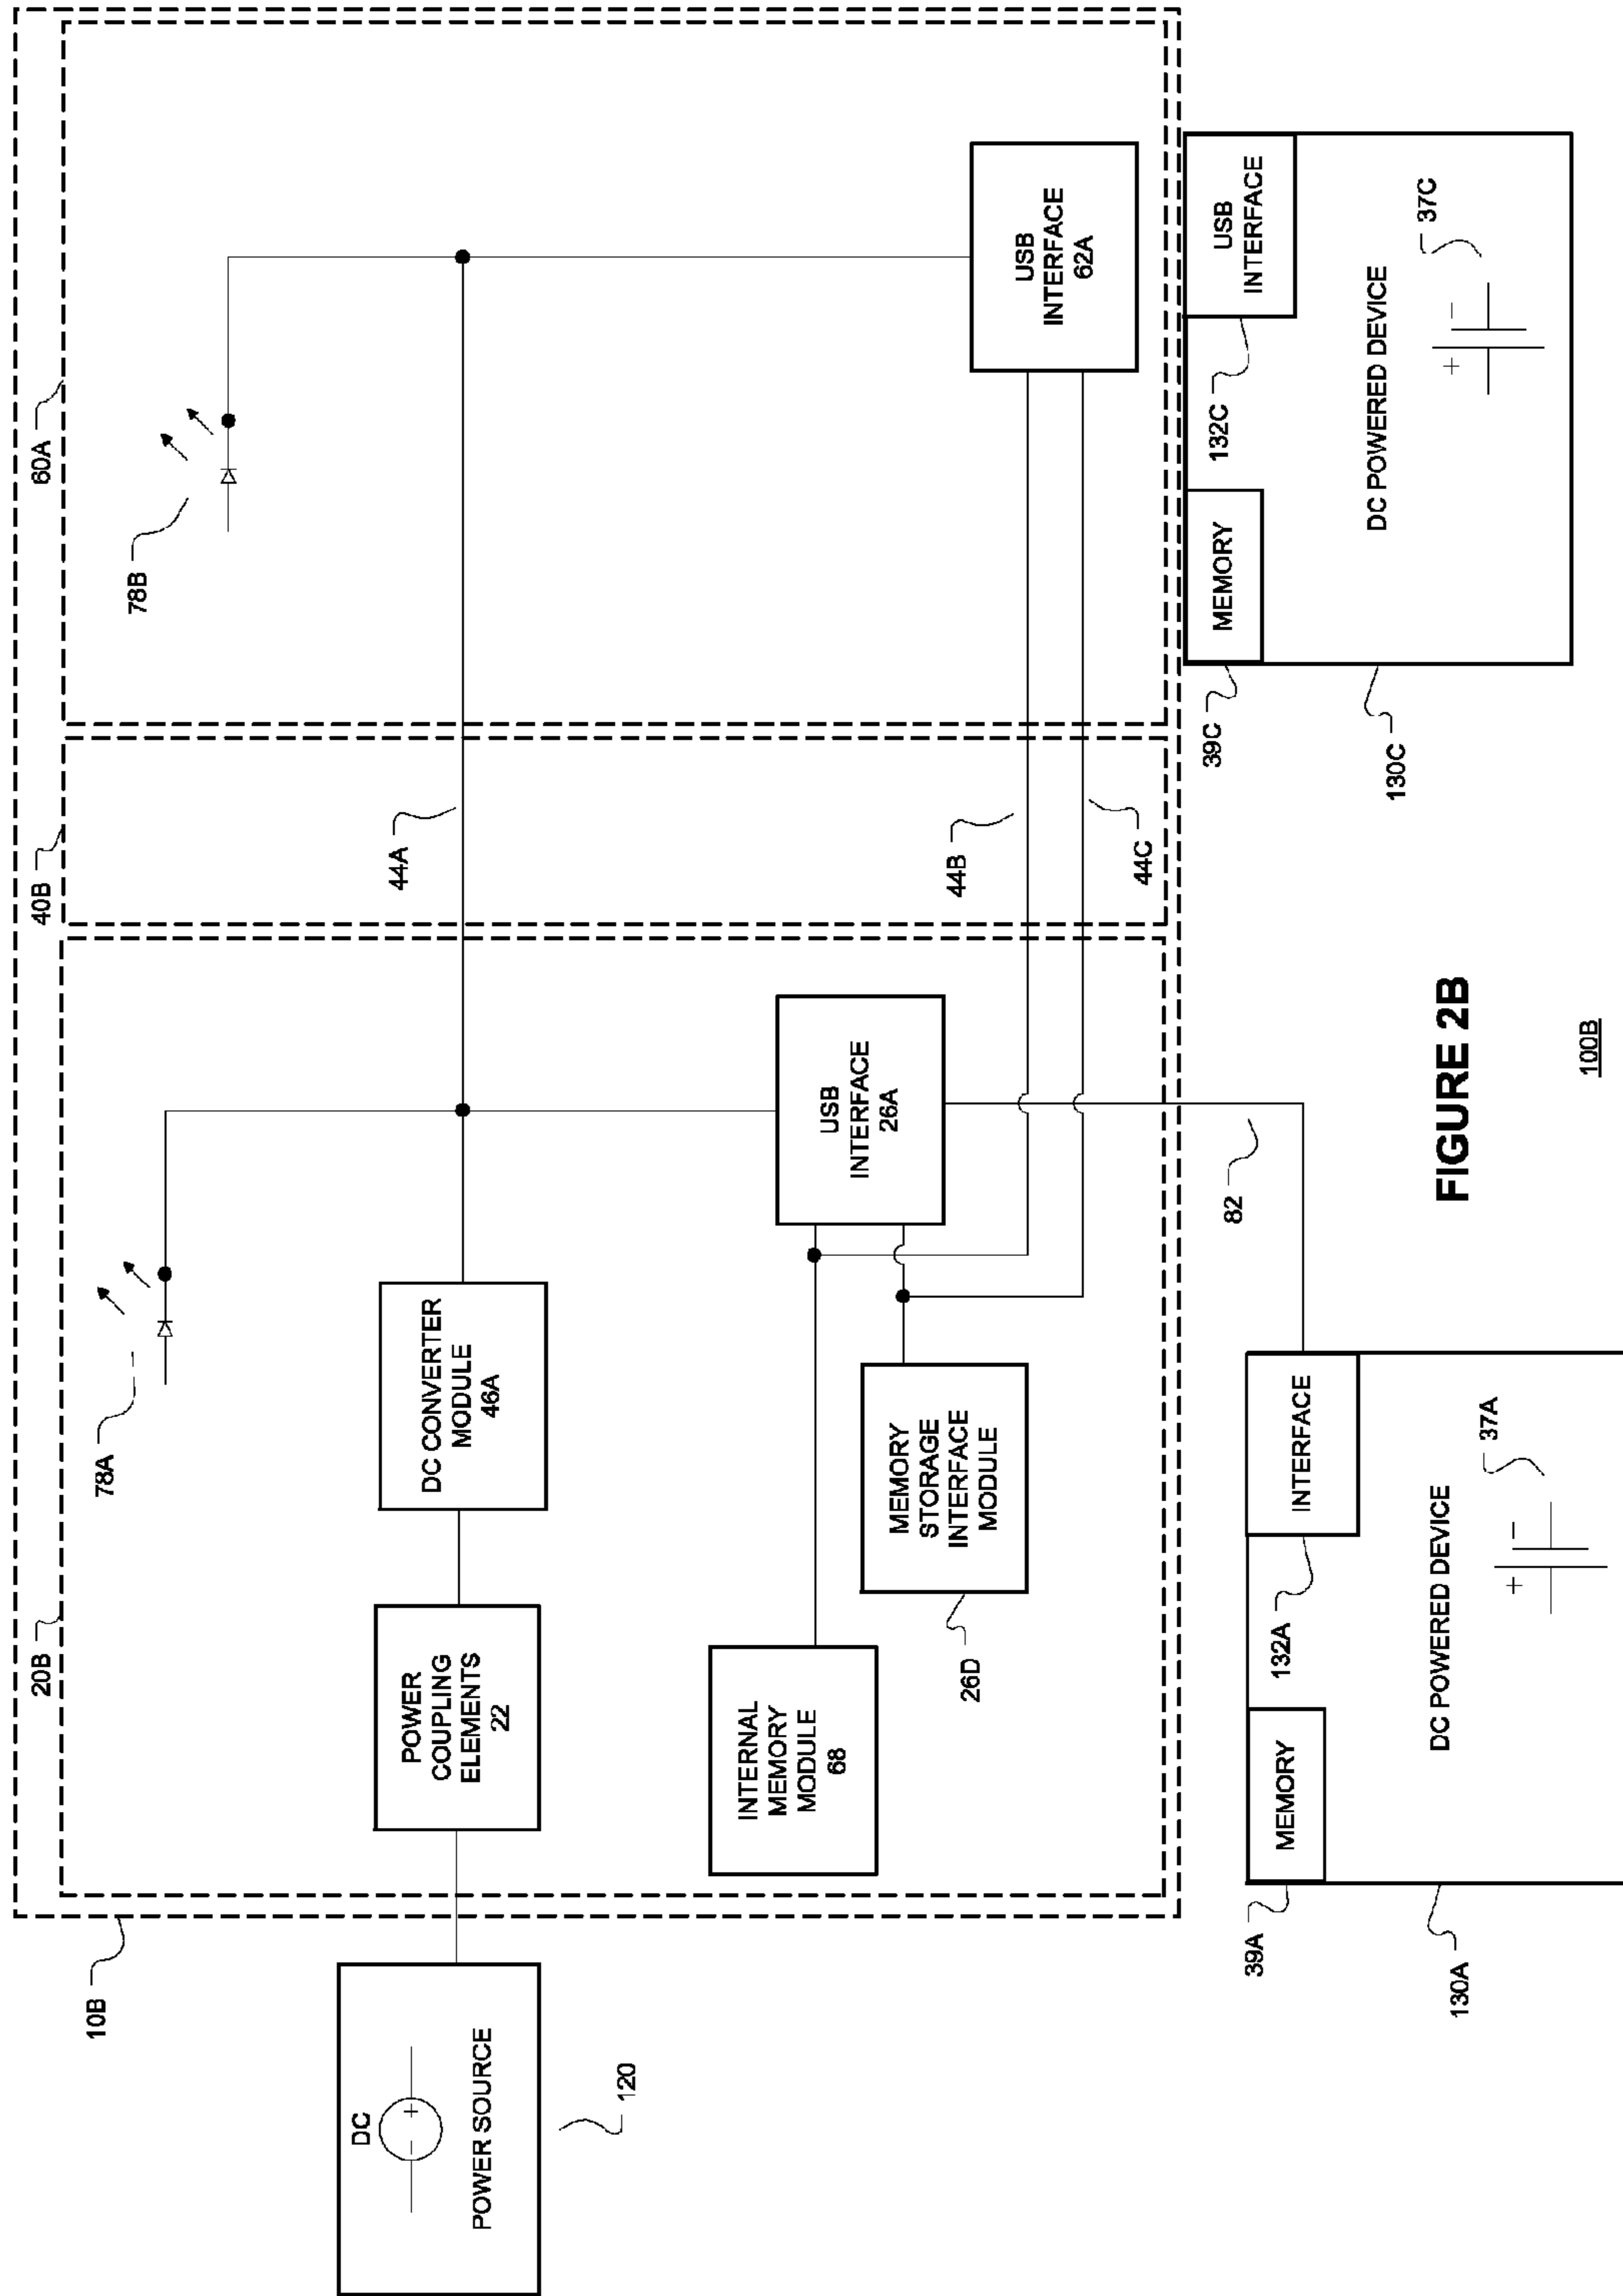 10B
20B
40B
60A
78A
78B
DC
POWER SOURCE
120
POWER
COUPLING
ELEMENTS
22
DC CONVERTER
MODULE
46A
44A
INTERNAL
MEMORY
MODULE
68
MEMORY
STORAGE
INTERFACE
MODULE
26D
USB
INTERFACE
26A
44B
44C
USB
INTERFACE
62A
82
39A
MEMORY
132A
INTERFACE
130A
DC POWERED DEVICE
+ -
37A
39C
MEMORY
132C
USB
INTERFACE
130C
DC POWERED DEVICE
+ -
37C
FIGURE 2B
100B